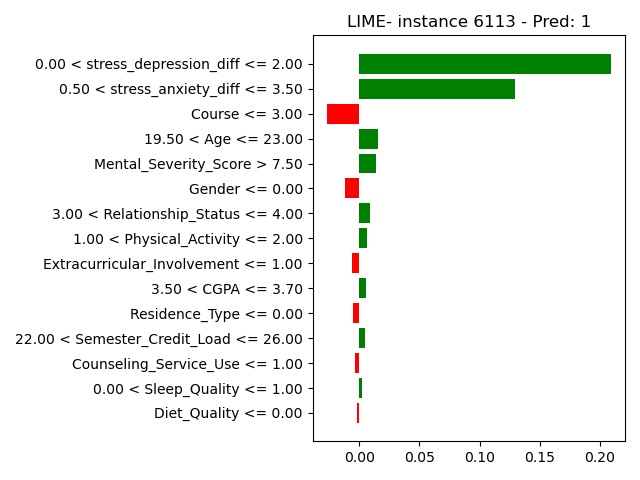 LIME- instance 6113 - Pred: 1
0.00 < stress_depression_diff <= 2.00
0.50 < stress_anxiety_diff <= 3.50
Course <= 3.00
19.50 < Age <= 23.00
Mental_Severity_Score > 7.50
Gender <= 0.00
3.00 < Relationship_Status <= 4.00
1.00 < Physical_Activity <= 2.00
Extracurricular_Involvement <= 1.00
3.50 < CGPA <= 3.70
Residence_Type <= 0.00
22.00 < Semester_Credit_Load <= 26.00
Counseling_Service_Use <= 1.00
0.00 < Sleep_Quality <= 1.00
Diet_Quality <= 0.00
0.00 0.05 0.10 0.15 0.20